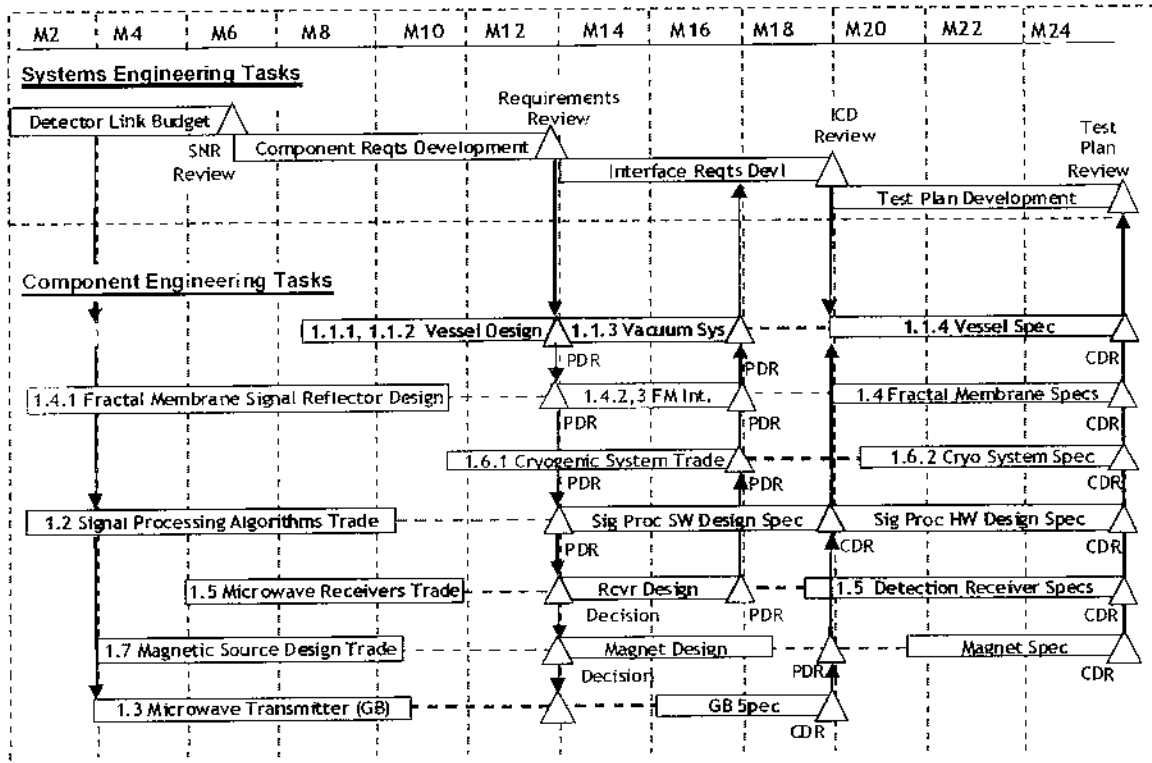 M2 M4 M6 M8 M10 M12 M14 M16 M18 M20 M22 M24
Systems Engineering Tasks
Requirements
Review
ICD
Review
Test
Plan
Review
Detector Link Budget
SNR
Review
Component Reqts Development
Interface Reqts Devl
Test Plan Development
Component Engineering Tasks
1.1.1, 1.1.2 Vessel Design
1.1.3 Vacuum Sys
1.1.4 Vessel Spec
PDR
PDR
CDR
1.4.1 Fractal Membrane Signal Reflector Design
1.4.2,3 FM Int.
1.4 Fractal Membrane Specs
PDR
PDR
CDR
1.6.1 Cryogenic System Trade
1.6.2 Cryo System Spec
PDR
PDR
CDR
1.2 Signal Processing Algorithms Trade
Sig Proc SW Design Spec
Sig Proc HW Design Spec
PDR
CDR
CDR
1.5 Microwave Receivers Trade
Rcvr Design
1.5 Detection Receiver Specs
Decision
PDR
CDR
1.7 Magnetic Source Design Trade
Magnet Design
Magnet Spec
Decision
PDR
CDR
1.3 Microwave Transmitter (GB)
GB Spec
CDR